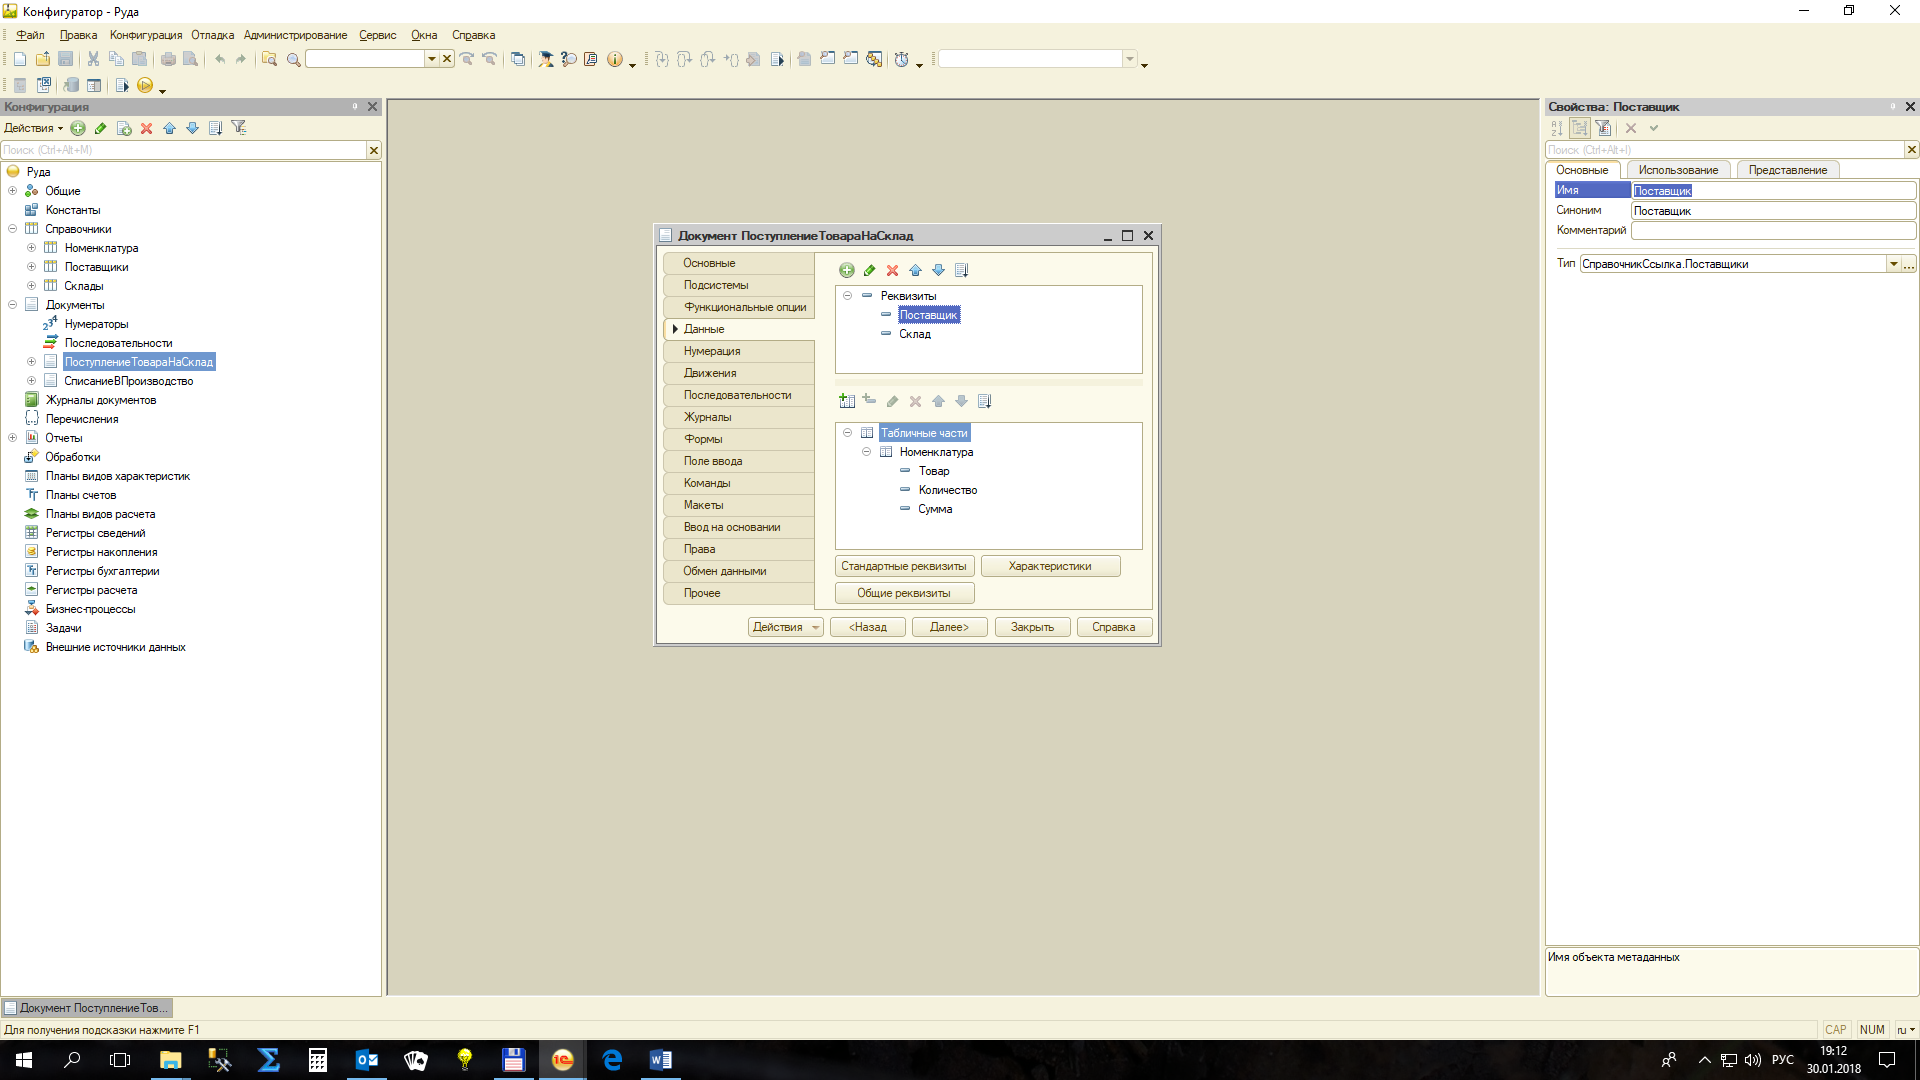 Конфигуратор - Руда
Файл Правка Конфигурация Отладка Администрирование Сервис Окна Справка
Конфигурация
Действия
Поиск (Ctrl+Alt+M)
Руда
Общие
Константы
Справочники
Номенклатура
Поставщики
Склады
Документы
Нумераторы
Последовательности
ПоступлениеТовараНаСклад
СписаниеВПроизводство
Журналы документов
Перечисления
Отчеты
Обработки
Планы видов характеристик
Планы счетов
Планы видов расчета
Регистры сведений
Регистры накопления
Регистры бухгалтерии
Регистры расчета
Бизнес-процессы
Задачи
Внешние источники данных
Документ ПоступлениеТовараНаСклад
Основные
Подсистемы
Функциональные опции
Данные
Нумерация
Движения
Последовательности
Журналы
Формы
Поле ввода
Команды
Макеты
Ввод на основании
Права
Обмен данными
Прочее
Реквизиты
Поставщик
Склад
Табличные части
Номенклатура
Товар
Количество
Сумма
Стандартные реквизиты Характеристики
Общие реквизиты
Действия <Назад Далее> Закрыть Справка
Свойства: Поставщик
Поиск (Ctrl+Alt+I)
Основные Использование Представление
Имя Поставщик
Синоним Поставщик
Комментарий
Тип СправочникСсылка.Поставщики ...
Имя объекта метаданных
Документ ПоступлениеТов...
Для получения подсказки нажмите F1
CAP NUM ru
РУС
19:12
30.01.2018